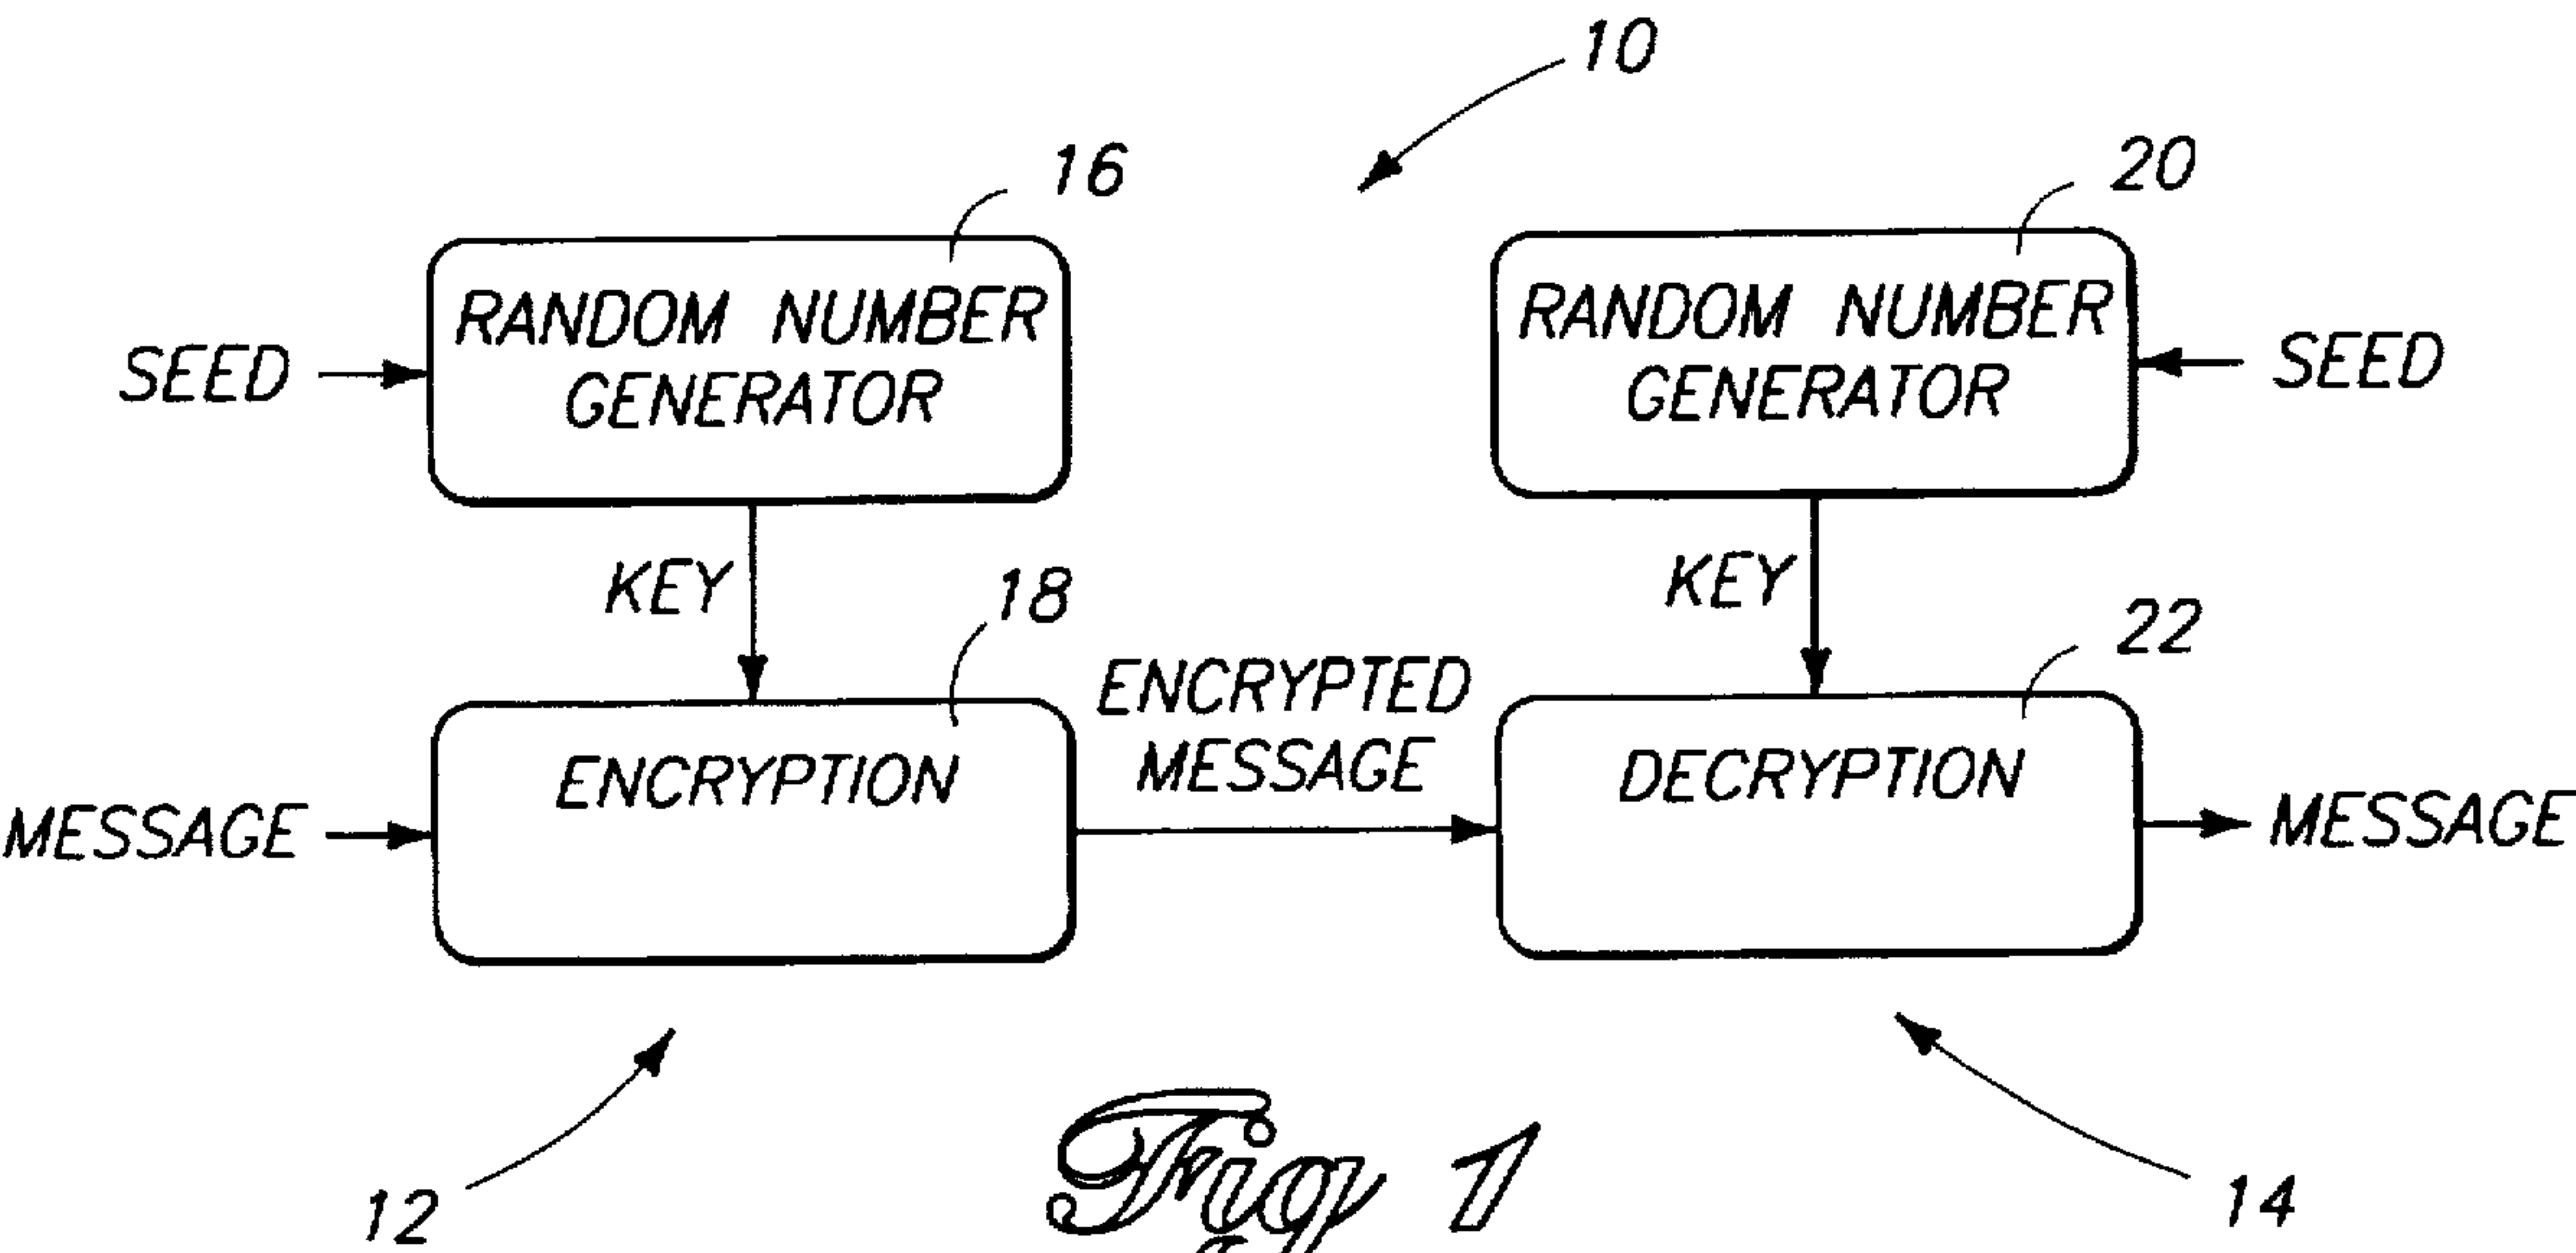 10
16
20
RANDOM NUMBER
GENERATOR
RANDOM NUMBER
GENERATOR
SEED
SEED
KEY
KEY
18
22
ENCRYPTED
MESSAGE
ENCRYPTION
DECRYPTION
MESSAGE
MESSAGE
12
14
Fig 1